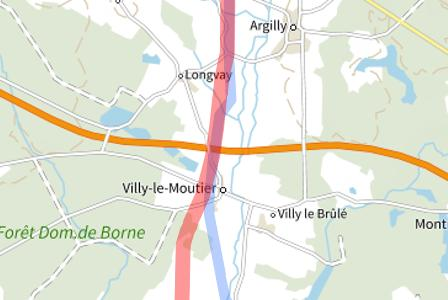 Argilly
Longvay
Villy-le-Moutier
Villy le Brûlé
Mont
Forêt Dom.de Borne